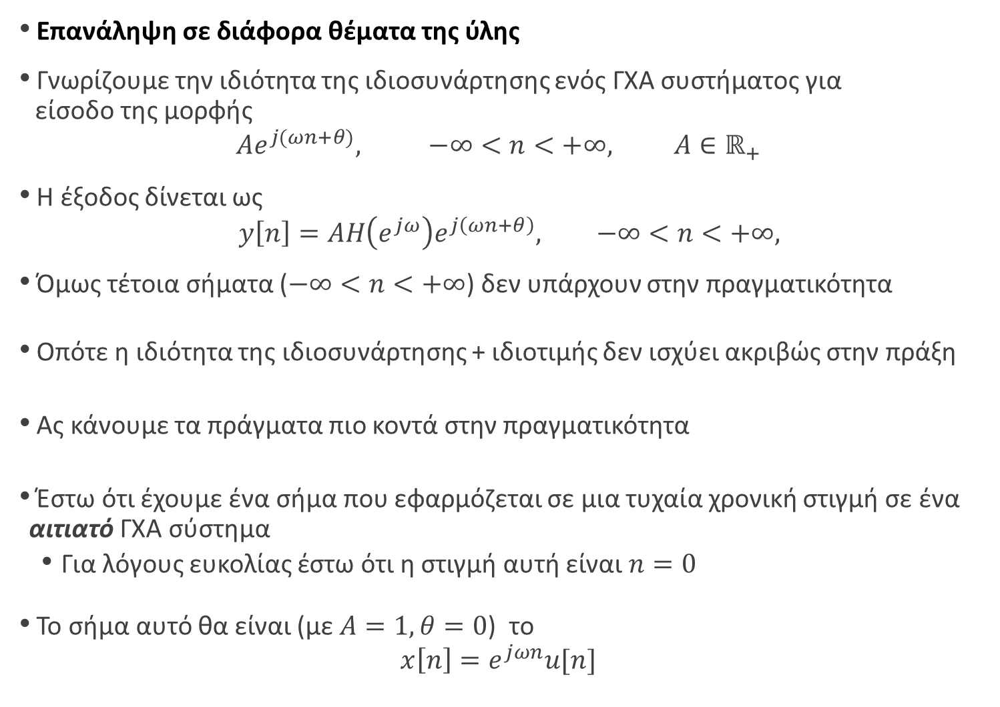 • Επανάληψη σε διάφορα θέματα της ύλης
• Γνωρίζουμε την ιδιότητα της ιδιοσυνάρτησης ενός ΓΧΑ συστήματος για
είσοδο της μορφής
$Ae^{j(\omega n+\theta)}, \quad -\infty < n < +\infty, \quad A \in \mathbb{R}_+$
• Η έξοδος δίνεται ως
$y[n] = AH(e^{j\omega})e^{j(\omega n+\theta)}, \quad -\infty < n < +\infty,$
• Όμως τέτοια σήματα ($-\infty < n < +\infty$) δεν υπάρχουν στην πραγματικότητα
• Οπότε η ιδιότητα της ιδιοσυνάρτησης + ιδιοτιμής δεν ισχύει ακριβώς στην πράξη
• Ας κάνουμε τα πράγματα πιο κοντά στην πραγματικότητα
• Έστω ότι έχουμε ένα σήμα που εφαρμόζεται σε μια τυχαία χρονική στιγμή σε ένα
αιτιατό ΓΧΑ σύστημα
• Για λόγους ευκολίας έστω ότι η στιγμή αυτή είναι $n = 0$
• Το σήμα αυτό θα είναι (με $A = 1, \theta = 0$) το
$x[n] = e^{j\omega n}u[n]$